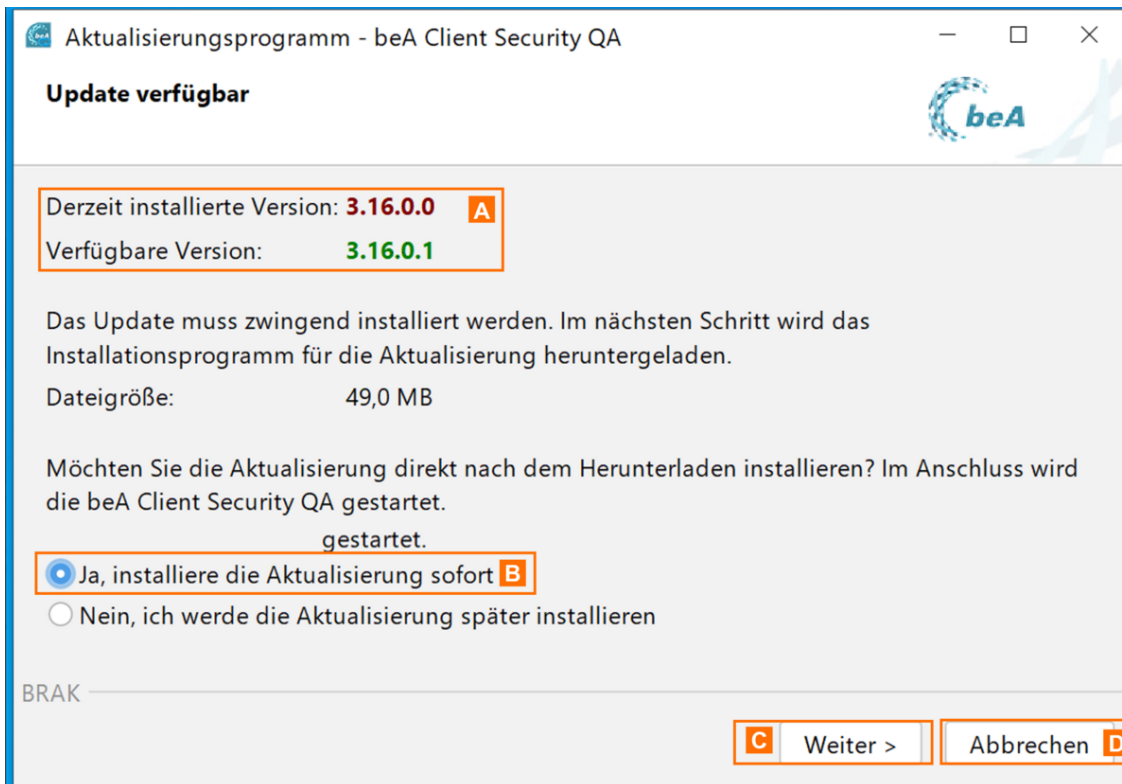 Aktualisierungsprogramm - beA Client Security QA
Update verfügbar
beA
Derzeit installierte Version: 3.16.0.0 A
Verfügbare Version: 3.16.0.1
Das Update muss zwingend installiert werden. Im nächsten Schritt wird das
Installationsprogramm für die Aktualisierung heruntergeladen.
Dateigröße: 49,0 MB
Möchten Sie die Aktualisierung direkt nach dem Herunterladen installieren? Im Anschluss wird
die beA Client Security QA gestartet.
gestartet.
Ja, installiere die Aktualisierung sofort B
Nein, ich werde die Aktualisierung später installieren
BRAK
C Weiter > Abbrechen D